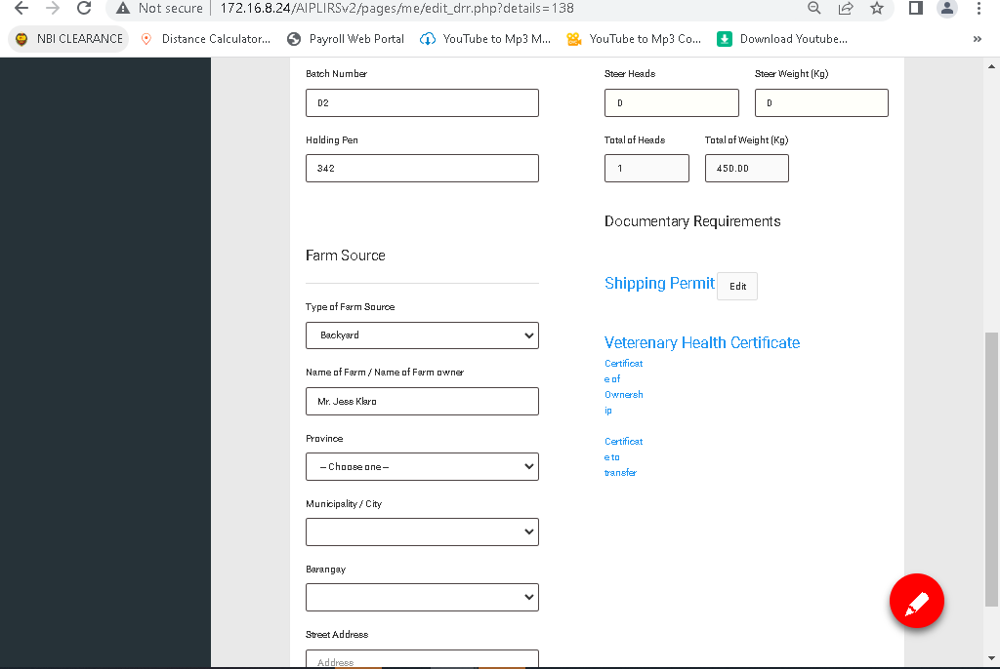 Not secure
172.16.8.24/AIPLIRSv2/pages/me/edit_drr.php?details=138
NBI CLEARANCE
Distance Calculator...
Payroll Web Portal
YouTube to Mp3 M...
YouTube to Mp3 Co...
Download Youtube...
»
Batch Number
02
Holding Pen
342
Farm Source
Type of Farm Source
Backyard
Name of Farm / Name of Farm owner
Mr. Jess Klaro
Province
-- Choose one --
Municipality / City
Barangay
Street Address
Address
Steer Heads
Steer Weight (Kg)
0
0
Total of Heads
Total of Weight (Kg)
1
450.00
Documentary Requirements
Shipping Permit
Edit
Veterenary Health Certificate
Certificat
e of
Ownersh
ip
Certificat
e to
transfer